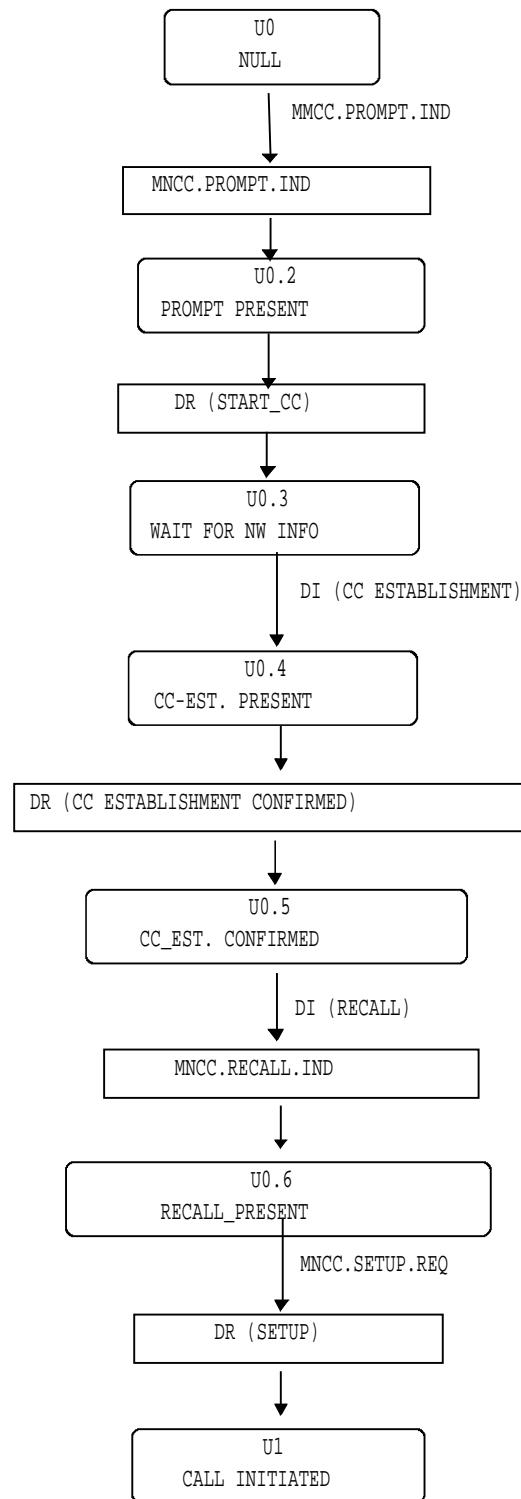 U0
NULL
MMCC.PROMPT.IND
MNCC.PROMPT.IND
U0.2
PROMPT PRESENT
DR (START_CC)
U0.3
WAIT FOR NW INFO
DI (CC ESTABLISHMENT)
U0.4
CC-EST. PRESENT
DR (CC ESTABLISHMENT CONFIRMED)
U0.5
CC_EST. CONFIRMED
DI (RECALL)
MNCC.RECALL.IND
U0.6
RECALL_PRESENT
MNCC.SETUP.REQ
DR (SETUP)
U1
CALL INITIATED